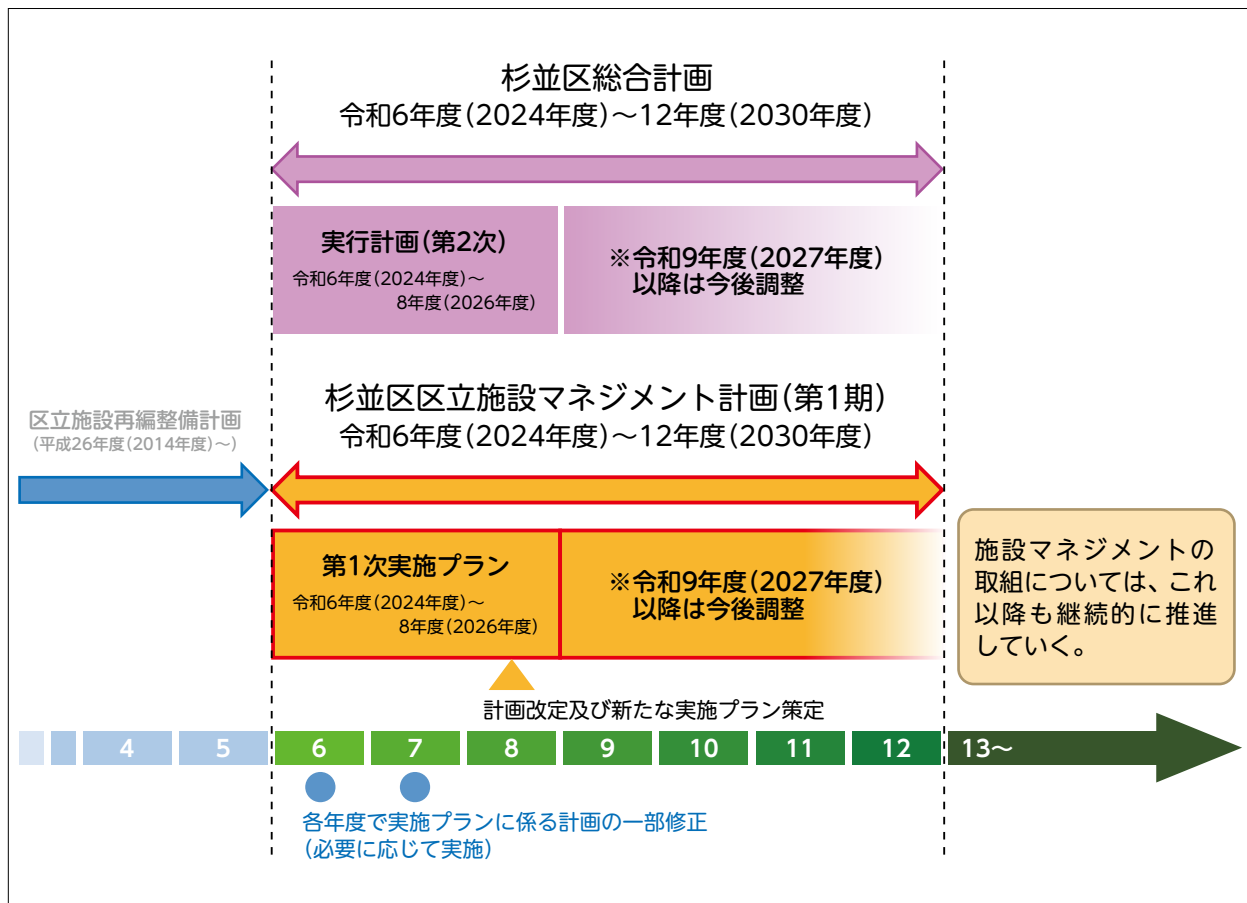 杉並区総合計画
令和6年度(2024年度)～12年度(2030年度)
実行計画(第2次)
令和6年度(2024年度)～
8年度(2026年度)
※令和9年度(2027年度)
以降は今後調整
杉並区区立施設マネジメント計画(第1期)
令和6年度(2024年度)～12年度(2030年度)
区立施設再編整備計画
(平成26年度(2014年度)～)
第1次実施プラン
令和6年度(2024年度)～
8年度(2026年度)
※令和9年度(2027年度)
以降は今後調整
施設マネジメントの
取組については、これ
以降も継続的に推進
していく。
計画改定及び新たな実施プラン策定
4 5 6 7 8 9 10 11 12 13～
各年度で実施プランに係る計画の一部修正
(必要に応じて実施)